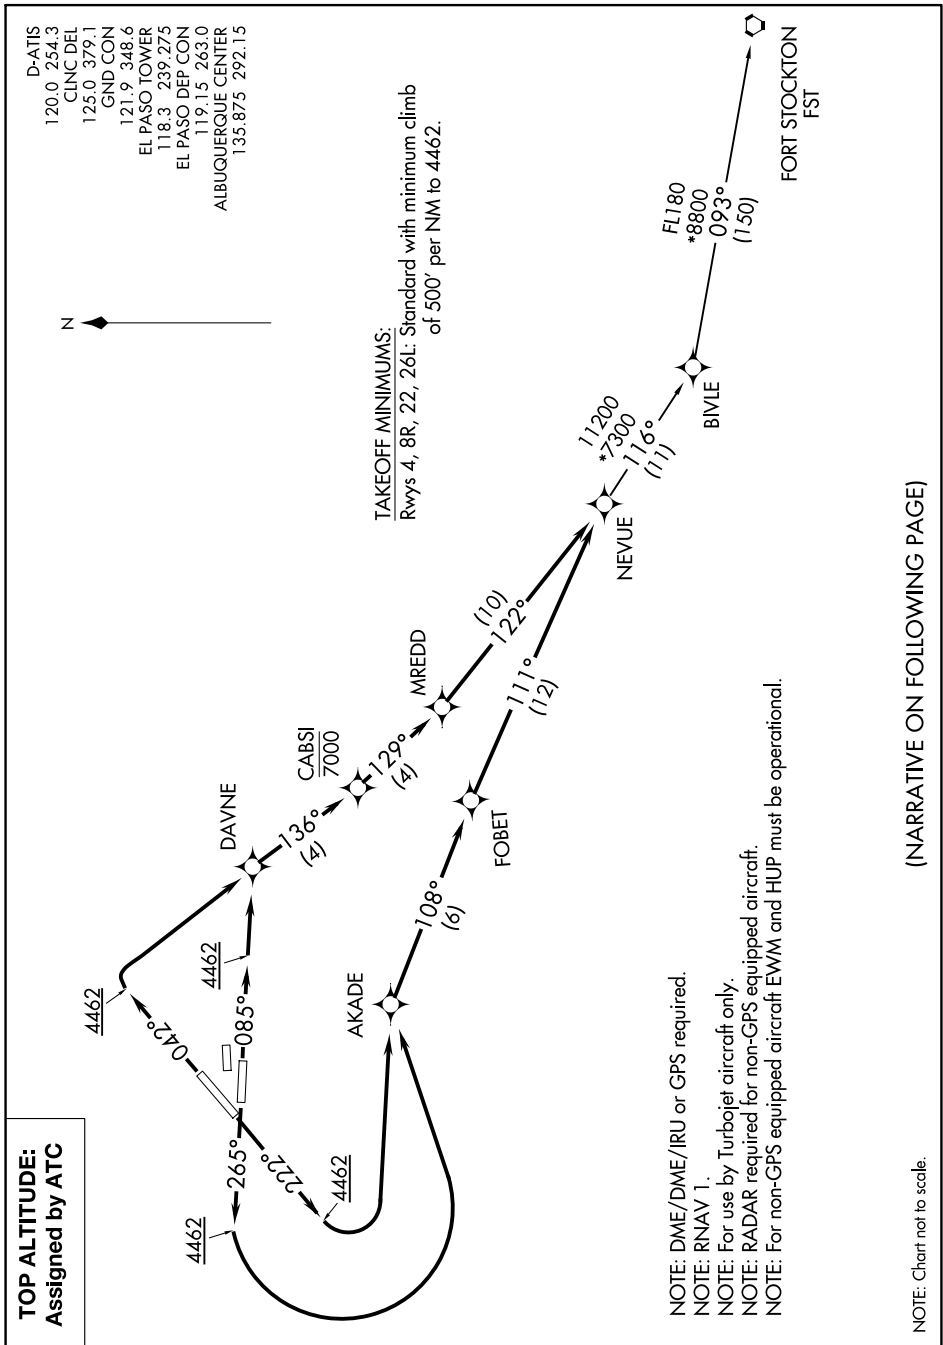 TOP ALTITUDE:
Assigned by ATC
D-ATIS
120.0 254.3
CLNC DEL
125.0 379.1
GND CON
121.9 348.6
EL PASO TOWER
118.3 239.275
EL PASO DEP CON
119.15 263.0
ALBUQUERQUE CENTER
135.875 292.15
N
TAKEOFF MINIMUMS:
Rwys 4, 8R, 22, 26L: Standard with minimum climb
of 500' per NM to 4462.
4462
042°
4462
085°
265°
4462
222°
4462
DAVNE
136°
(4)
CABSI
7000
129°
(4)
MREDD
(10)
122°
AKADE
108°
(6)
FOBET
111°
(12)
NEVUE
11200
*7300
116°
(11)
BIVLE
FL180
*8800
093°
(150)
FORT STOCKTON
FST
NOTE: DME/DME/IRU or GPS required.
NOTE: RNAV 1.
NOTE: For use by Turbojet aircraft only.
NOTE: RADAR required for non-GPS equipped aircraft.
NOTE: For non-GPS equipped aircraft EWM and HUP must be operational.
NOTE: Chart not to scale.
(NARRATIVE ON FOLLOWING PAGE)